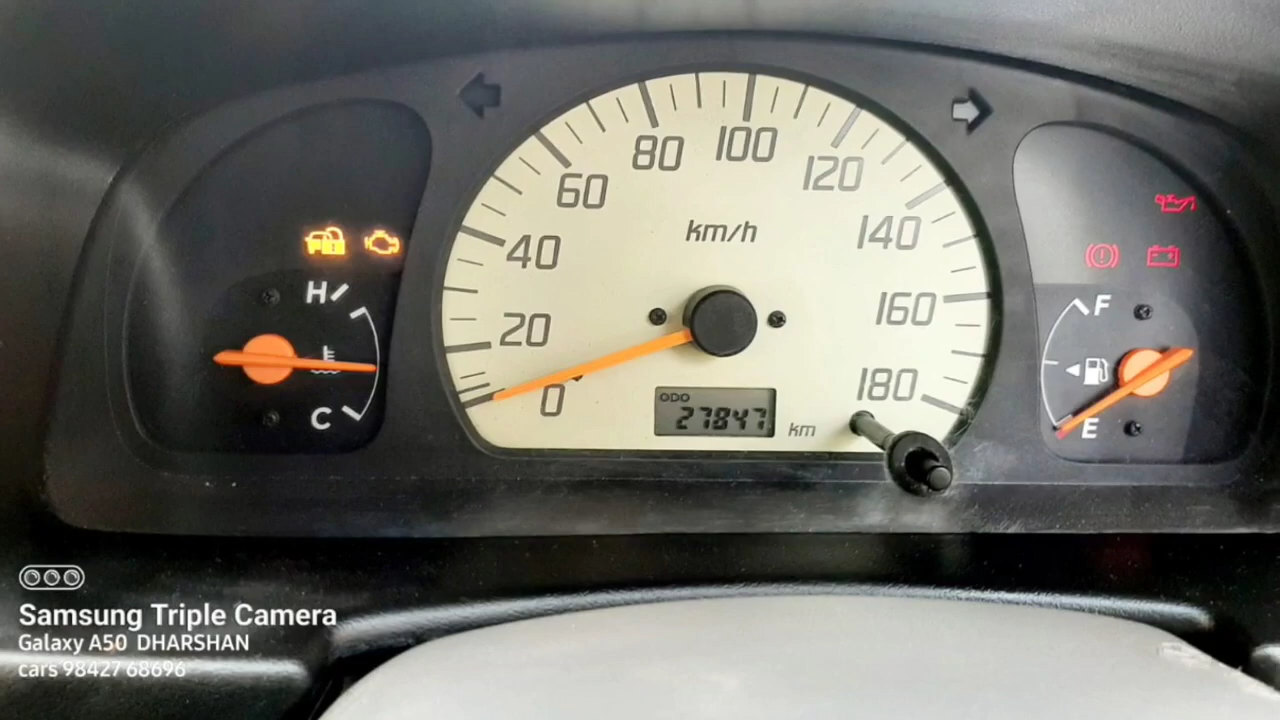 80
100
120
60
140
40
160
20
180
0
km/h
ODO
27847
km
H
C
F
E
Samsung Triple Camera
Galaxy A50 DHARSHAN
cars 98427 68696